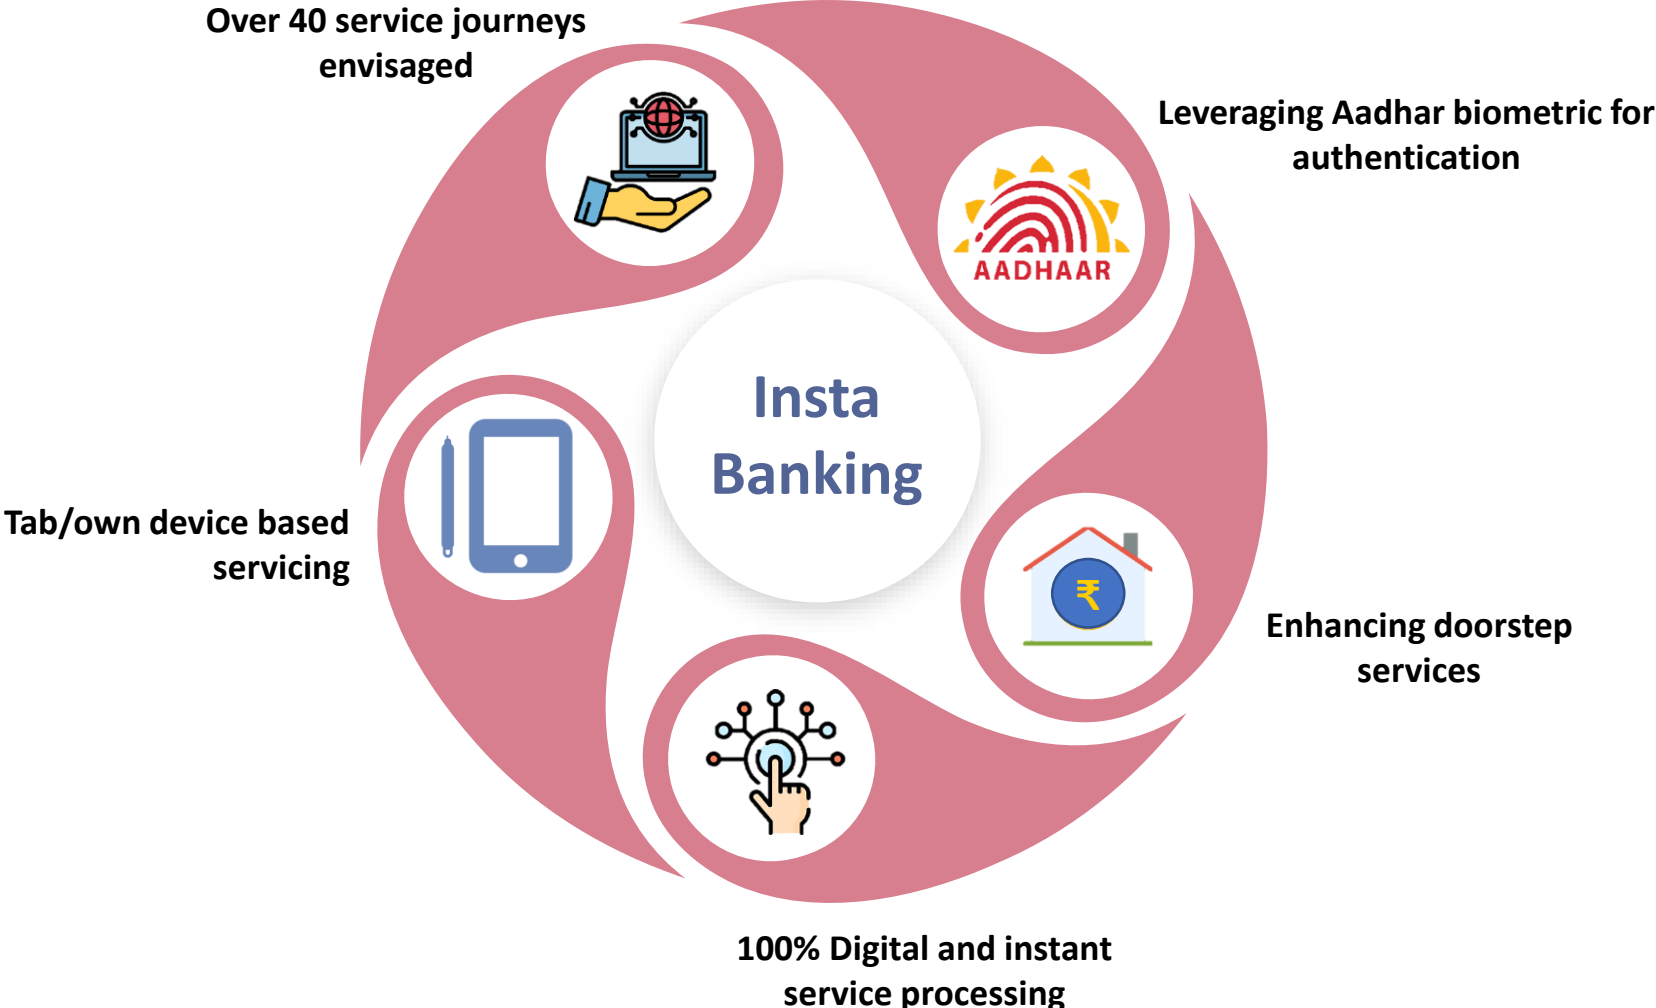 Over 40 service journeys
envisaged
Leveraging Aadhar biometric for
authentication
AADHAAR
Insta
Banking
Tab/own device based
servicing
₹
Enhancing doorstep
services
100% Digital and instant
service processing